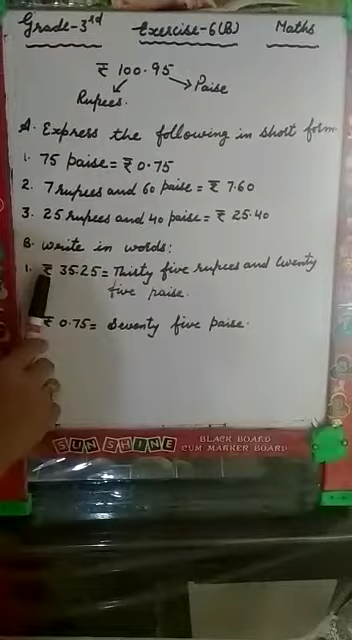 Grade-3rd Exercise-6(B) Maths
₹ 100.95
Rupees. Paise
A. Express the following in short form.
1. 75 paise = ₹ 0.75
2. 7 rupees and 60 paise = ₹ 7.60
3. 25 rupees and 40 paise = ₹ 25.40
B. Write in words:
1. ₹ 35.25 = Thirty five rupees and twenty
five paise.
₹ 0.75 = Seventy five paise.
SUN SHINE BLACK BOARD
CUM MARKER BOARD